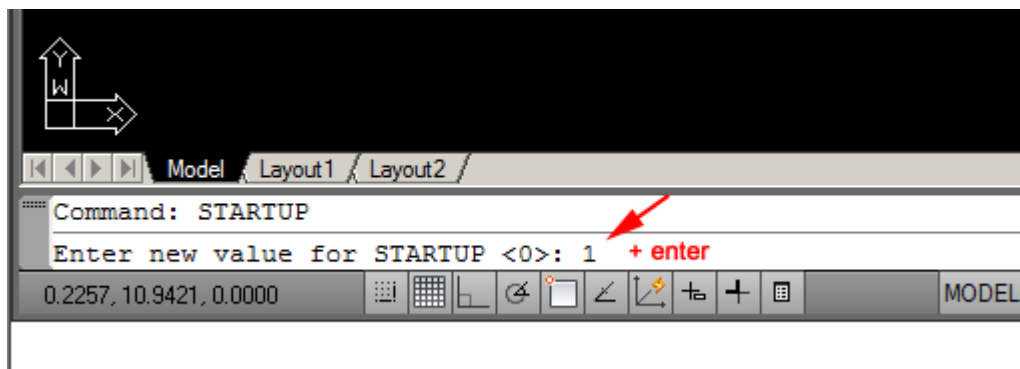 Y
W
X
Model Layout1 Layout2
Command: STARTUP
Enter new value for STARTUP <0>: 1 + enter
0.2257, 10.9421, 0.0000 MODEL